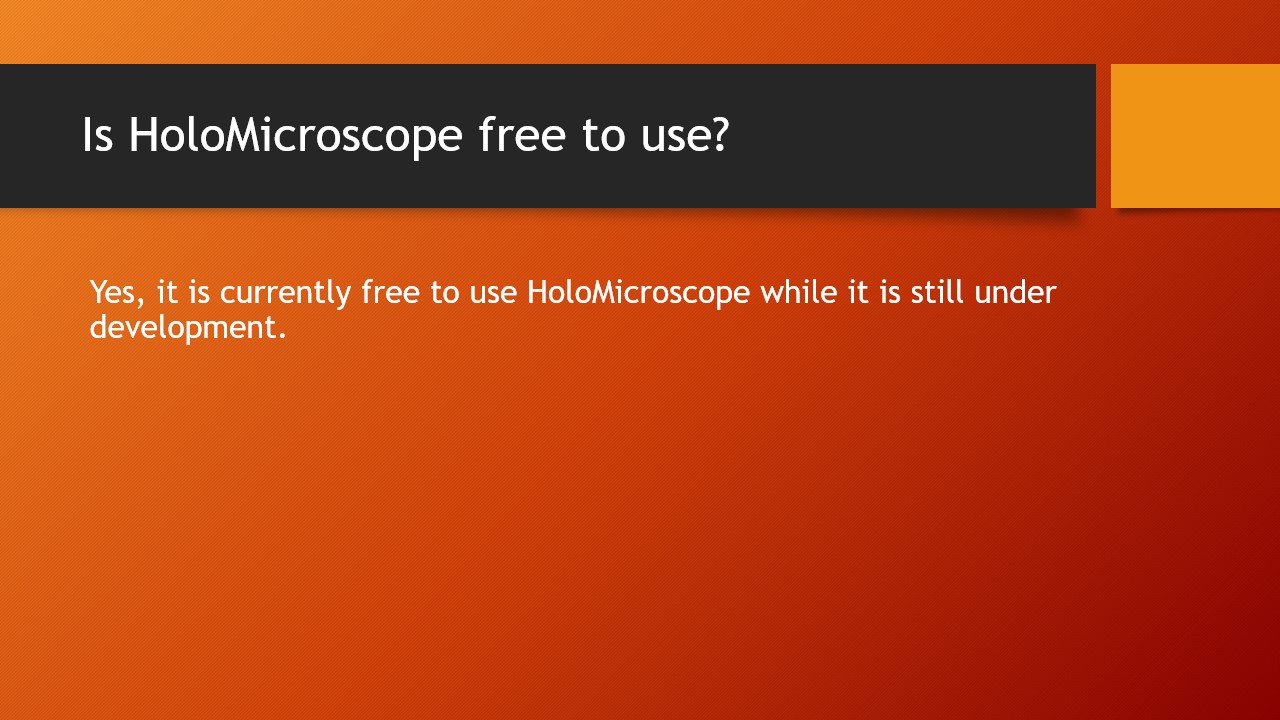 Is HoloMicroscope free to use?
Yes, it is currently free to use HoloMicroscope while it is still under
development.